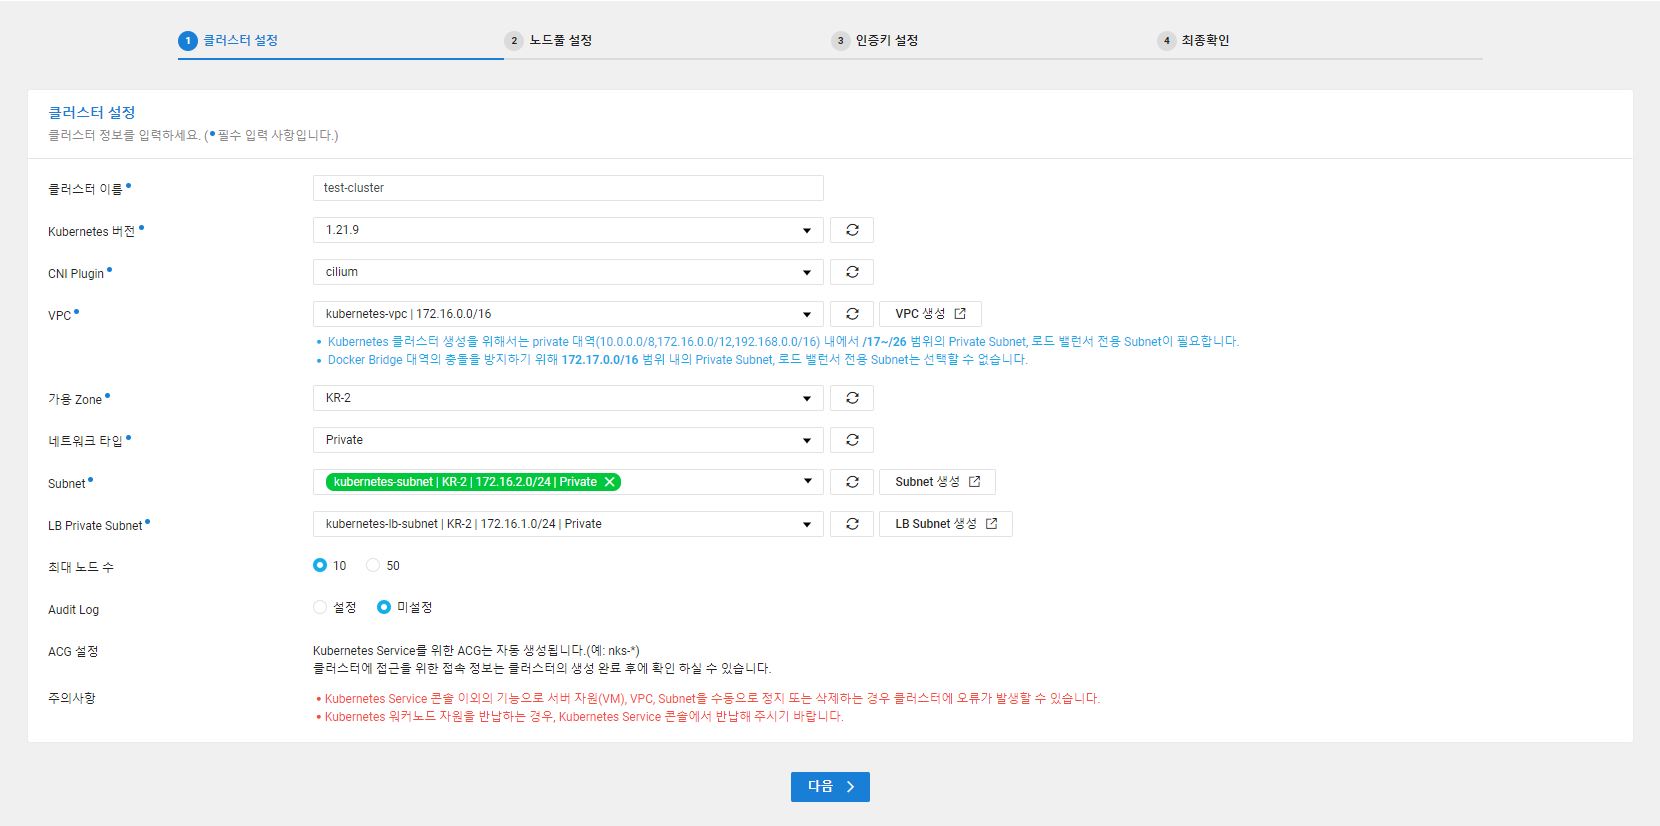 1 클러스터 설정
2 노드풀 설정
3 인증키 설정
4 최종확인
클러스터 설정
클러스터 정보를 입력하세요. (• 필수 입력 사항입니다.)
클러스터 이름 •
test-cluster
Kubernetes 버전 •
1.21.9
CNI Plugin •
cilium
VPC •
kubernetes-vpc | 172.16.0.0/16
VPC 생성
• Kubernetes 클러스터 생성을 위해서는 private 대역(10.0.0.0/8,172.16.0.0/12,192.168.0.0/16) 내에서 /17~/26 범위의 Private Subnet, 로드 밸런서 전용 Subnet이 필요합니다.
• Docker Bridge 대역의 충돌을 방지하기 위해 172.17.0.0/16 범위 내의 Private Subnet, 로드 밸런서 전용 Subnet는 선택할 수 없습니다.
가용 Zone •
KR-2
네트워크 타입 •
Private
Subnet •
kubernetes-subnet | KR-2 | 172.16.2.0/24 | Private
Subnet 생성
LB Private Subnet •
kubernetes-lb-subnet | KR-2 | 172.16.1.0/24 | Private
LB Subnet 생성
최대 노드 수
10
50
Audit Log
설정
미설정
ACG 설정
Kubernetes Service를 위한 ACG는 자동 생성됩니다.(예: nks-*)
클러스터에 접근을 위한 접속 정보는 클러스터의 생성 완료 후에 확인 하실 수 있습니다.
주의사항
• Kubernetes Service 콘솔 이외의 기능으로 서버 자원(VM), VPC, Subnet을 수동으로 정지 또는 삭제하는 경우 클러스터에 오류가 발생할 수 있습니다.
• Kubernetes 워커노드 자원을 반납하는 경우, Kubernetes Service 콘솔에서 반납해 주시기 바랍니다.
다음